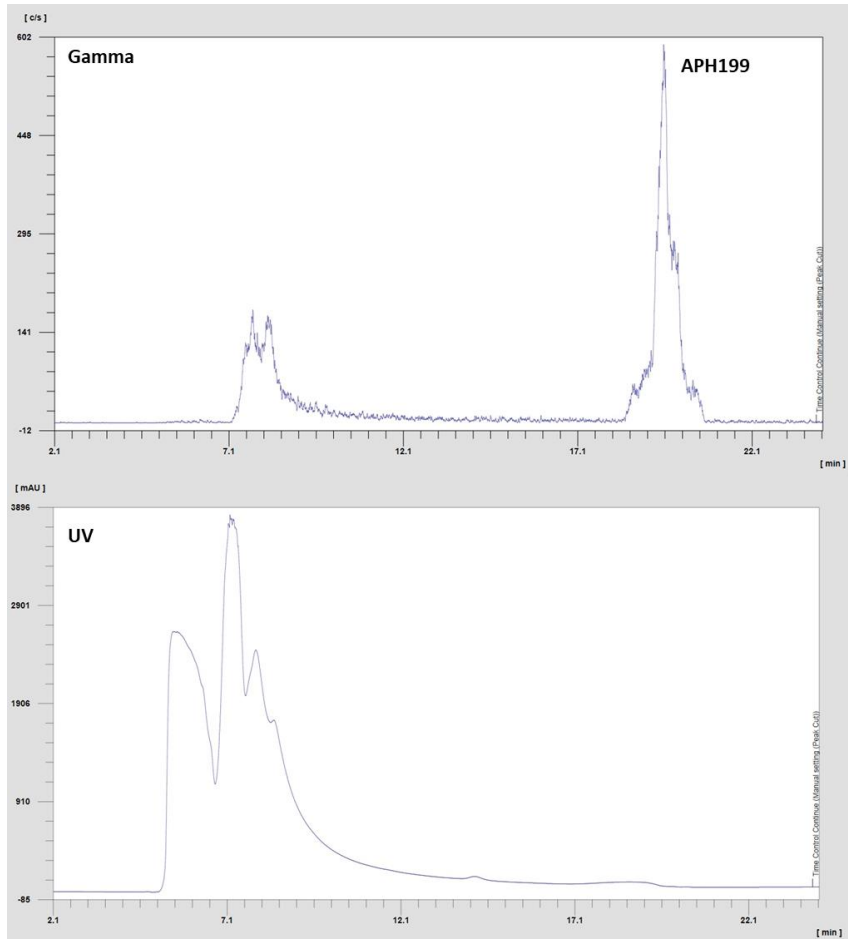 [ c/s ]
602
Gamma
APH199
448
295
141
-12
2.1
7.1
12.1
17.1
22.1
[ min ]
Time Control Continue (Manual setting (Peak Cut))
[ mAU ]
3896
UV
2901
1906
910
-85
2.1
7.1
12.1
17.1
22.1
[ min ]
Time Control Continue (Manual setting (Peak Cut))